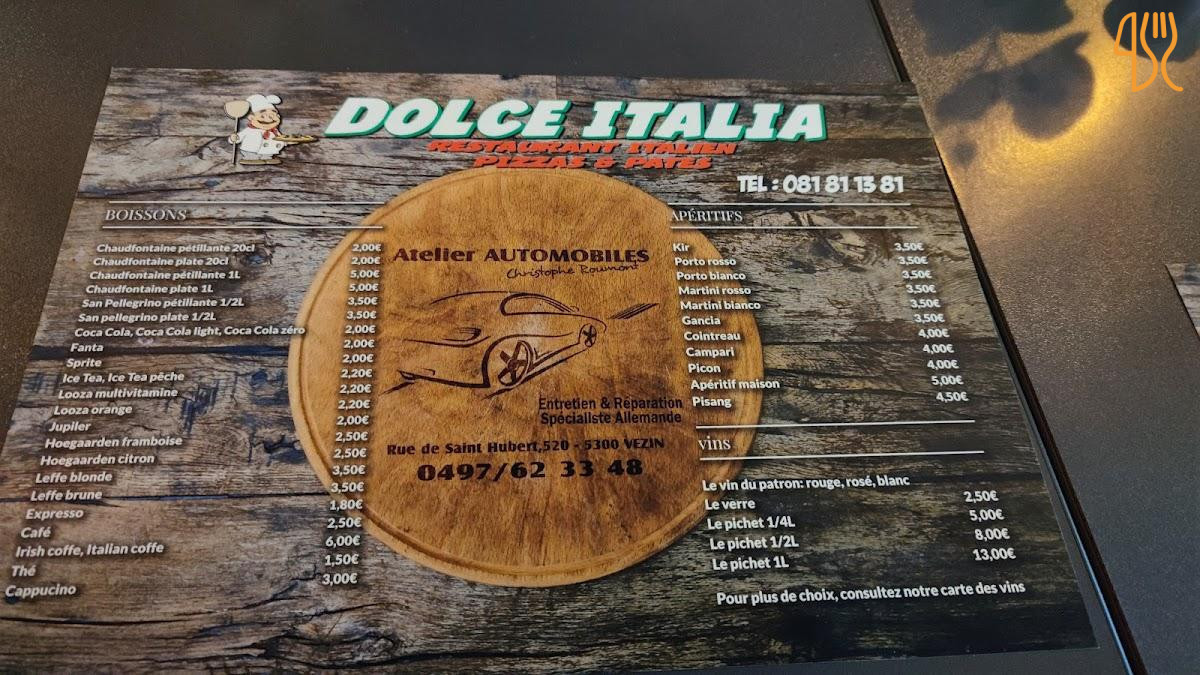 DOLCE ITALIA
RESTAURANT ITALIEN
PIZZAS & PATES
TEL : 081 81 13 81
BOISSONS
Chaudfontaine pétillante 20cl 2,00€
Chaudfontaine plate 20cl 2,00€
Chaudfontaine pétillante 1L 5,00€
Chaudfontaine plate 1L 5,00€
San Pellegrino pétillante 1/2L 3,50€
San pellegrino plate 1/2L 3,50€
Coca Cola, Coca Cola light, Coca Cola zéro 2,00€
Fanta 2,00€
Sprite 2,00€
Ice Tea, Ice Tea pêche 2,20€
Looza multivitamine 2,20€
Looza orange 2,20€
Jupiler 2,00€
Hoegaarden framboise 2,50€
Hoegaarden citron 2,50€
Leffe blonde 3,50€
Leffe brune 3,50€
Expresso 1,80€
Café 2,50€
Irish coffe, Italian coffe 6,00€
Thé 1,50€
Cappucino 3,00€
Atelier AUTOMOBILES
Christophe Roumont
Entretien & Réparation
Spécialiste Allemande
Rue de Saint Hubert,520 - 5300 VEZIN
0497/62 33 48
APÉRITIFS
Kir 3,50€
Porto rosso 3,50€
Porto bianco 3,50€
Martini rosso 3,50€
Martini bianco 3,50€
Gancia 3,50€
Cointreau 4,00€
Campari 4,00€
Picon 4,00€
Apéritif maison 5,00€
Pisang 4,50€
vins
Le vin du patron: rouge, rosé, blanc
Le verre 2,50€
Le pichet 1/4L 5,00€
Le pichet 1/2L 8,00€
Le pichet 1L 13,00€
Pour plus de choix, consultez notre carte des vins